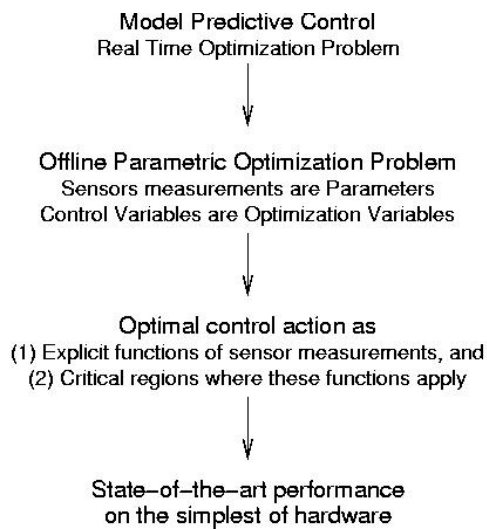 Model Predictive Control
Real Time Optimization Problem
Offline Parametric Optimization Problem
Sensors measurements are Parameters
Control Variables are Optimization Variables
Optimal control action as
(1) Explicit functions of sensor measurements, and
(2) Critical regions where these functions apply
State−of−the−art performance
on the simplest of hardware